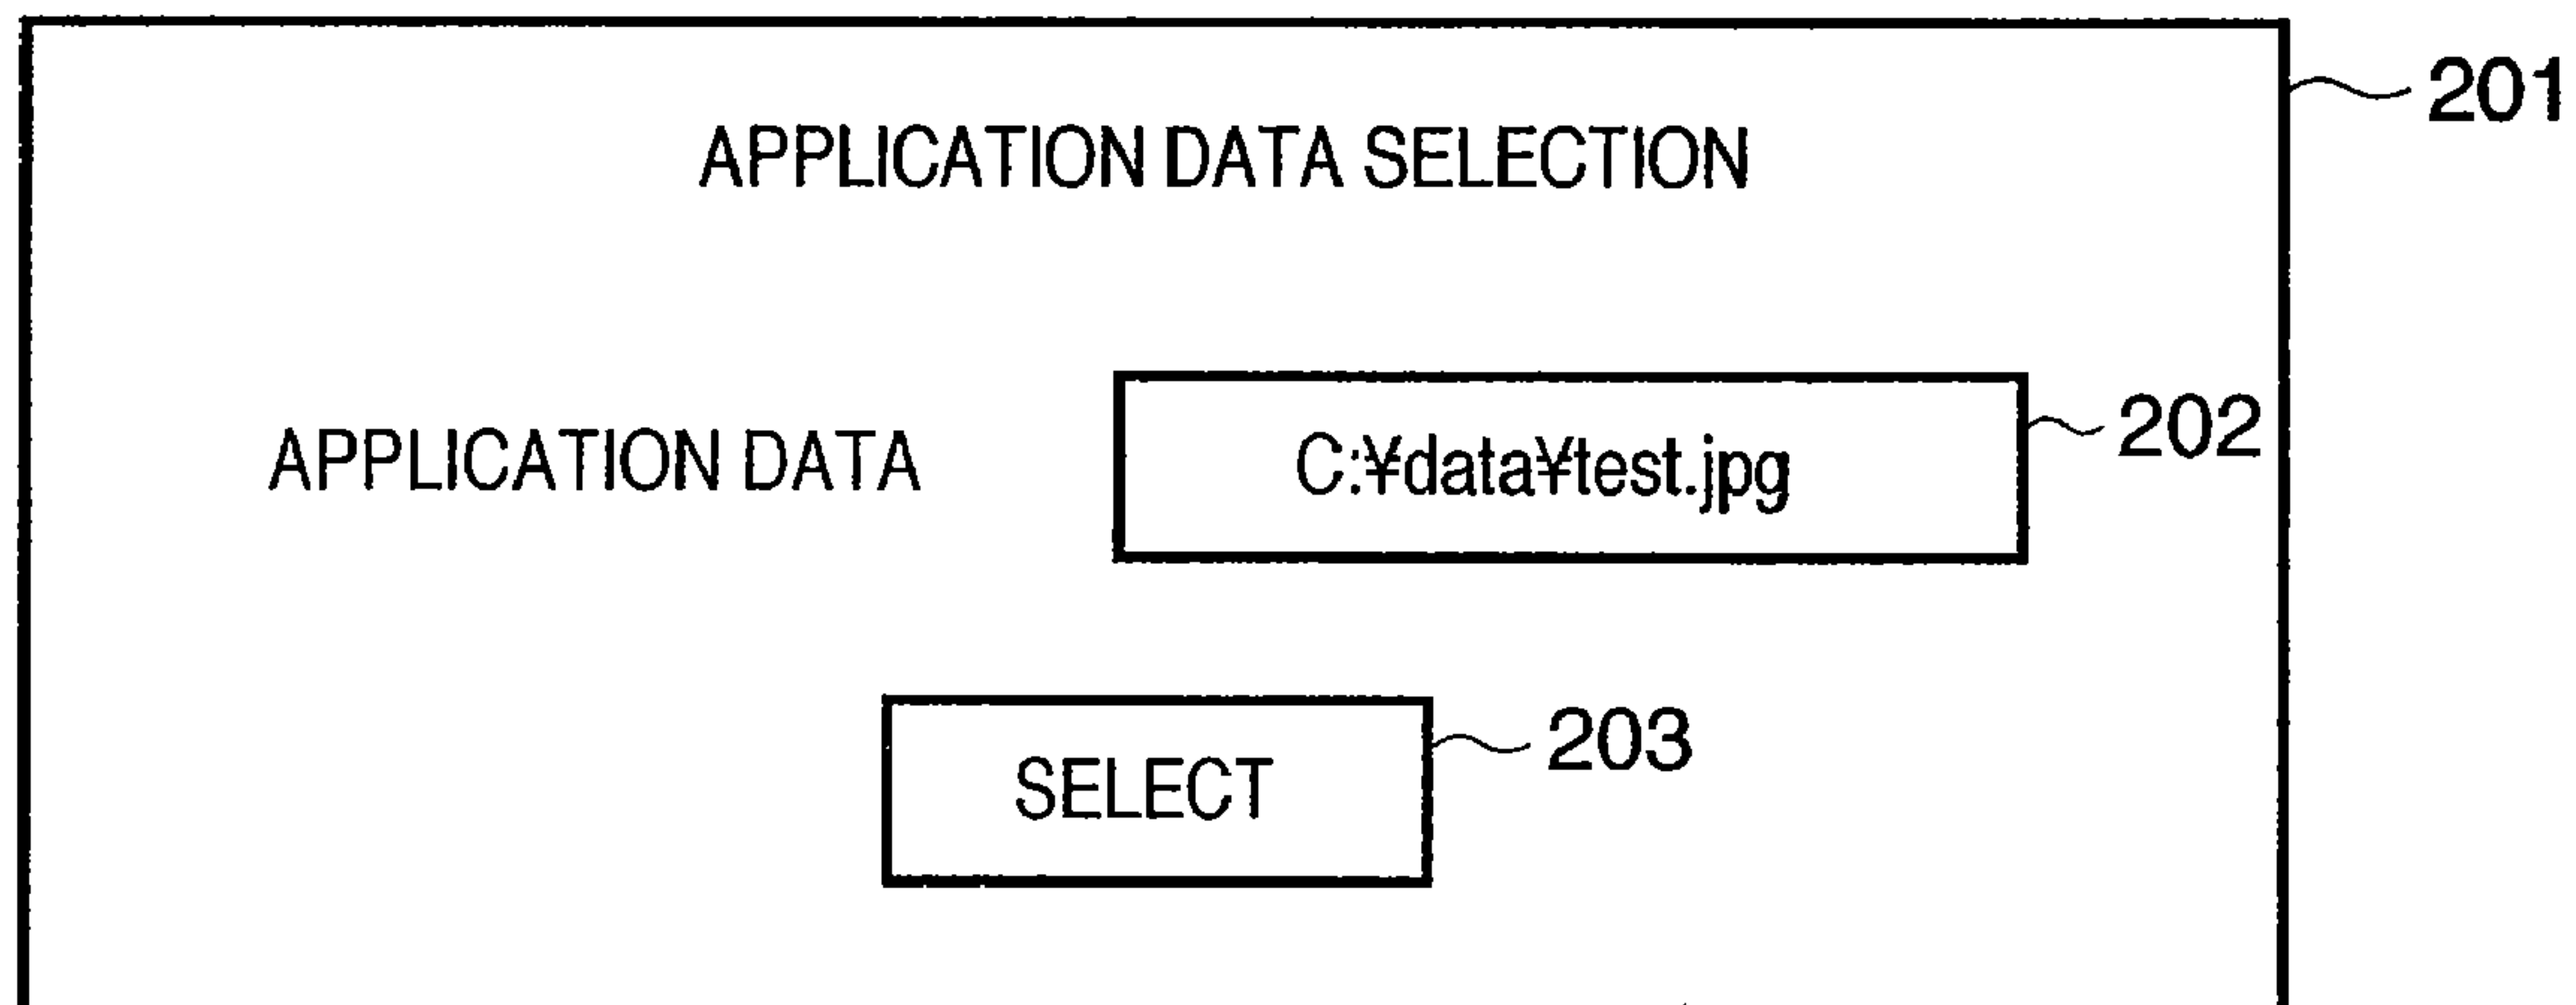 201
APPLICATION DATA SELECTION
APPLICATION DATA
C:¥data¥test.jpg
202
SELECT
203